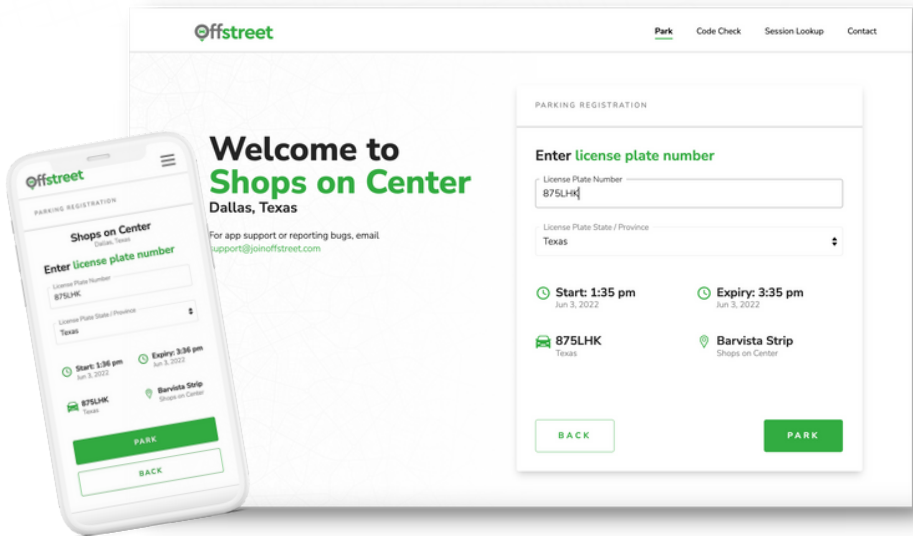 Offstreet
Park Code Check Session Lookup Contact
Welcome to
Shops on Center
Dallas, Texas
For app support or reporting bugs, email
support@joinoffstreet.com
PARKING REGISTRATION
Enter license plate number
License Plate Number
875LHK
License Plate State / Province
Texas
Start: 1:35 pm
Jun 3, 2022
Expiry: 3:35 pm
Jun 3, 2022
875LHK
Texas
Barvista Strip
Shops on Center
BACK
PARK
Offstreet
PARKING REGISTRATION
Shops on Center
Dallas, Texas
Enter license plate number
License Plate Number
875LHK
License Plate State / Province
Texas
Start: 1:36 pm
Jun 3, 2022
Expiry: 3:36 pm
Jun 3, 2022
875LHK
Texas
Barvista Strip
Shops on Center
PARK
BACK